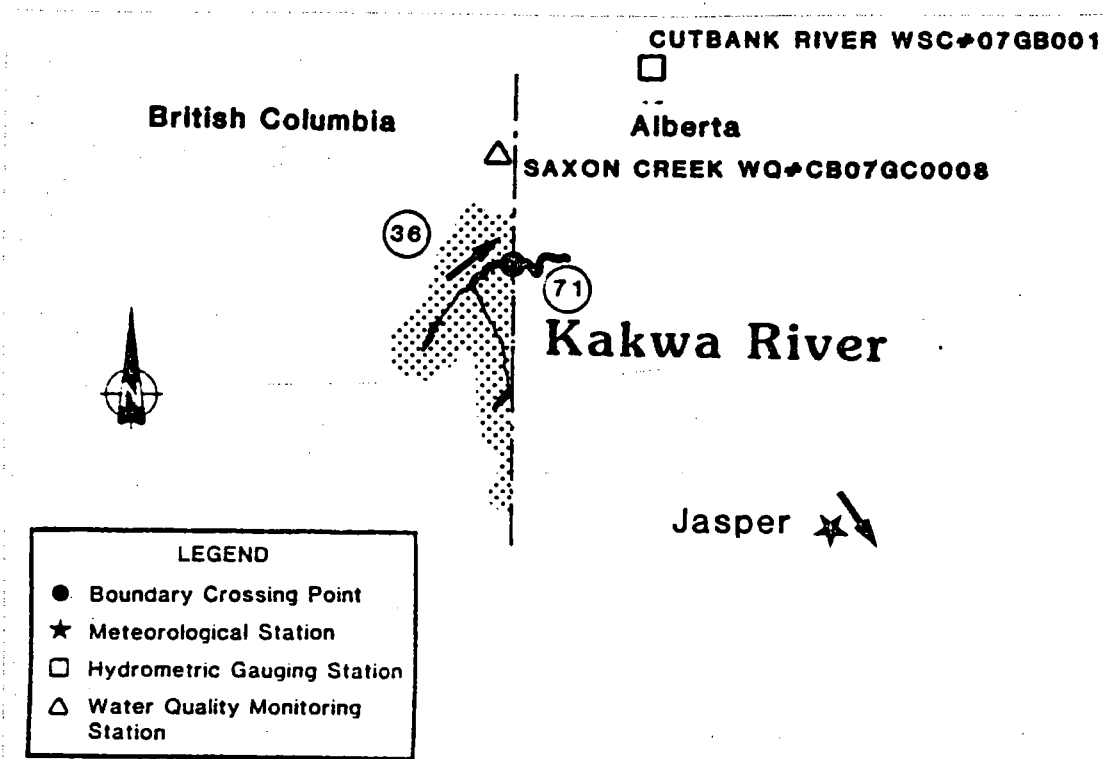 CUTBANK RIVER WSC#07GB001
British Columbia
Alberta
SAXON CREEK WQ#CB07GC0008
36
71
Kakwa River
N
Jasper
LEGEND
Boundary Crossing Point
Meteorological Station
Hydrometric Gauging Station
Water Quality Monitoring
Station